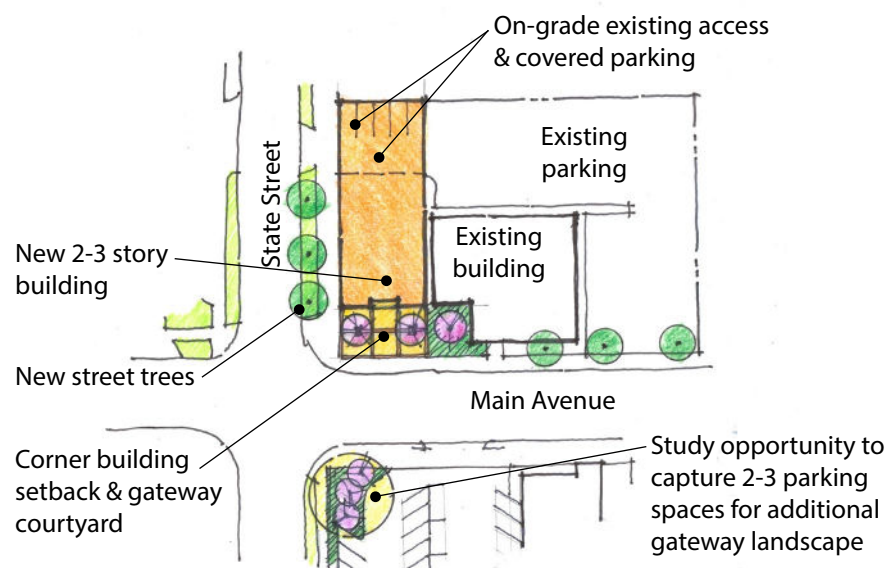 On-grade existing access
& covered parking
Existing
parking
State Street
Existing
building
New 2-3 story
building
New street trees
Main Avenue
Corner building
setback & gateway
courtyard
Study opportunity to
capture 2-3 parking
spaces for additional
gateway landscape